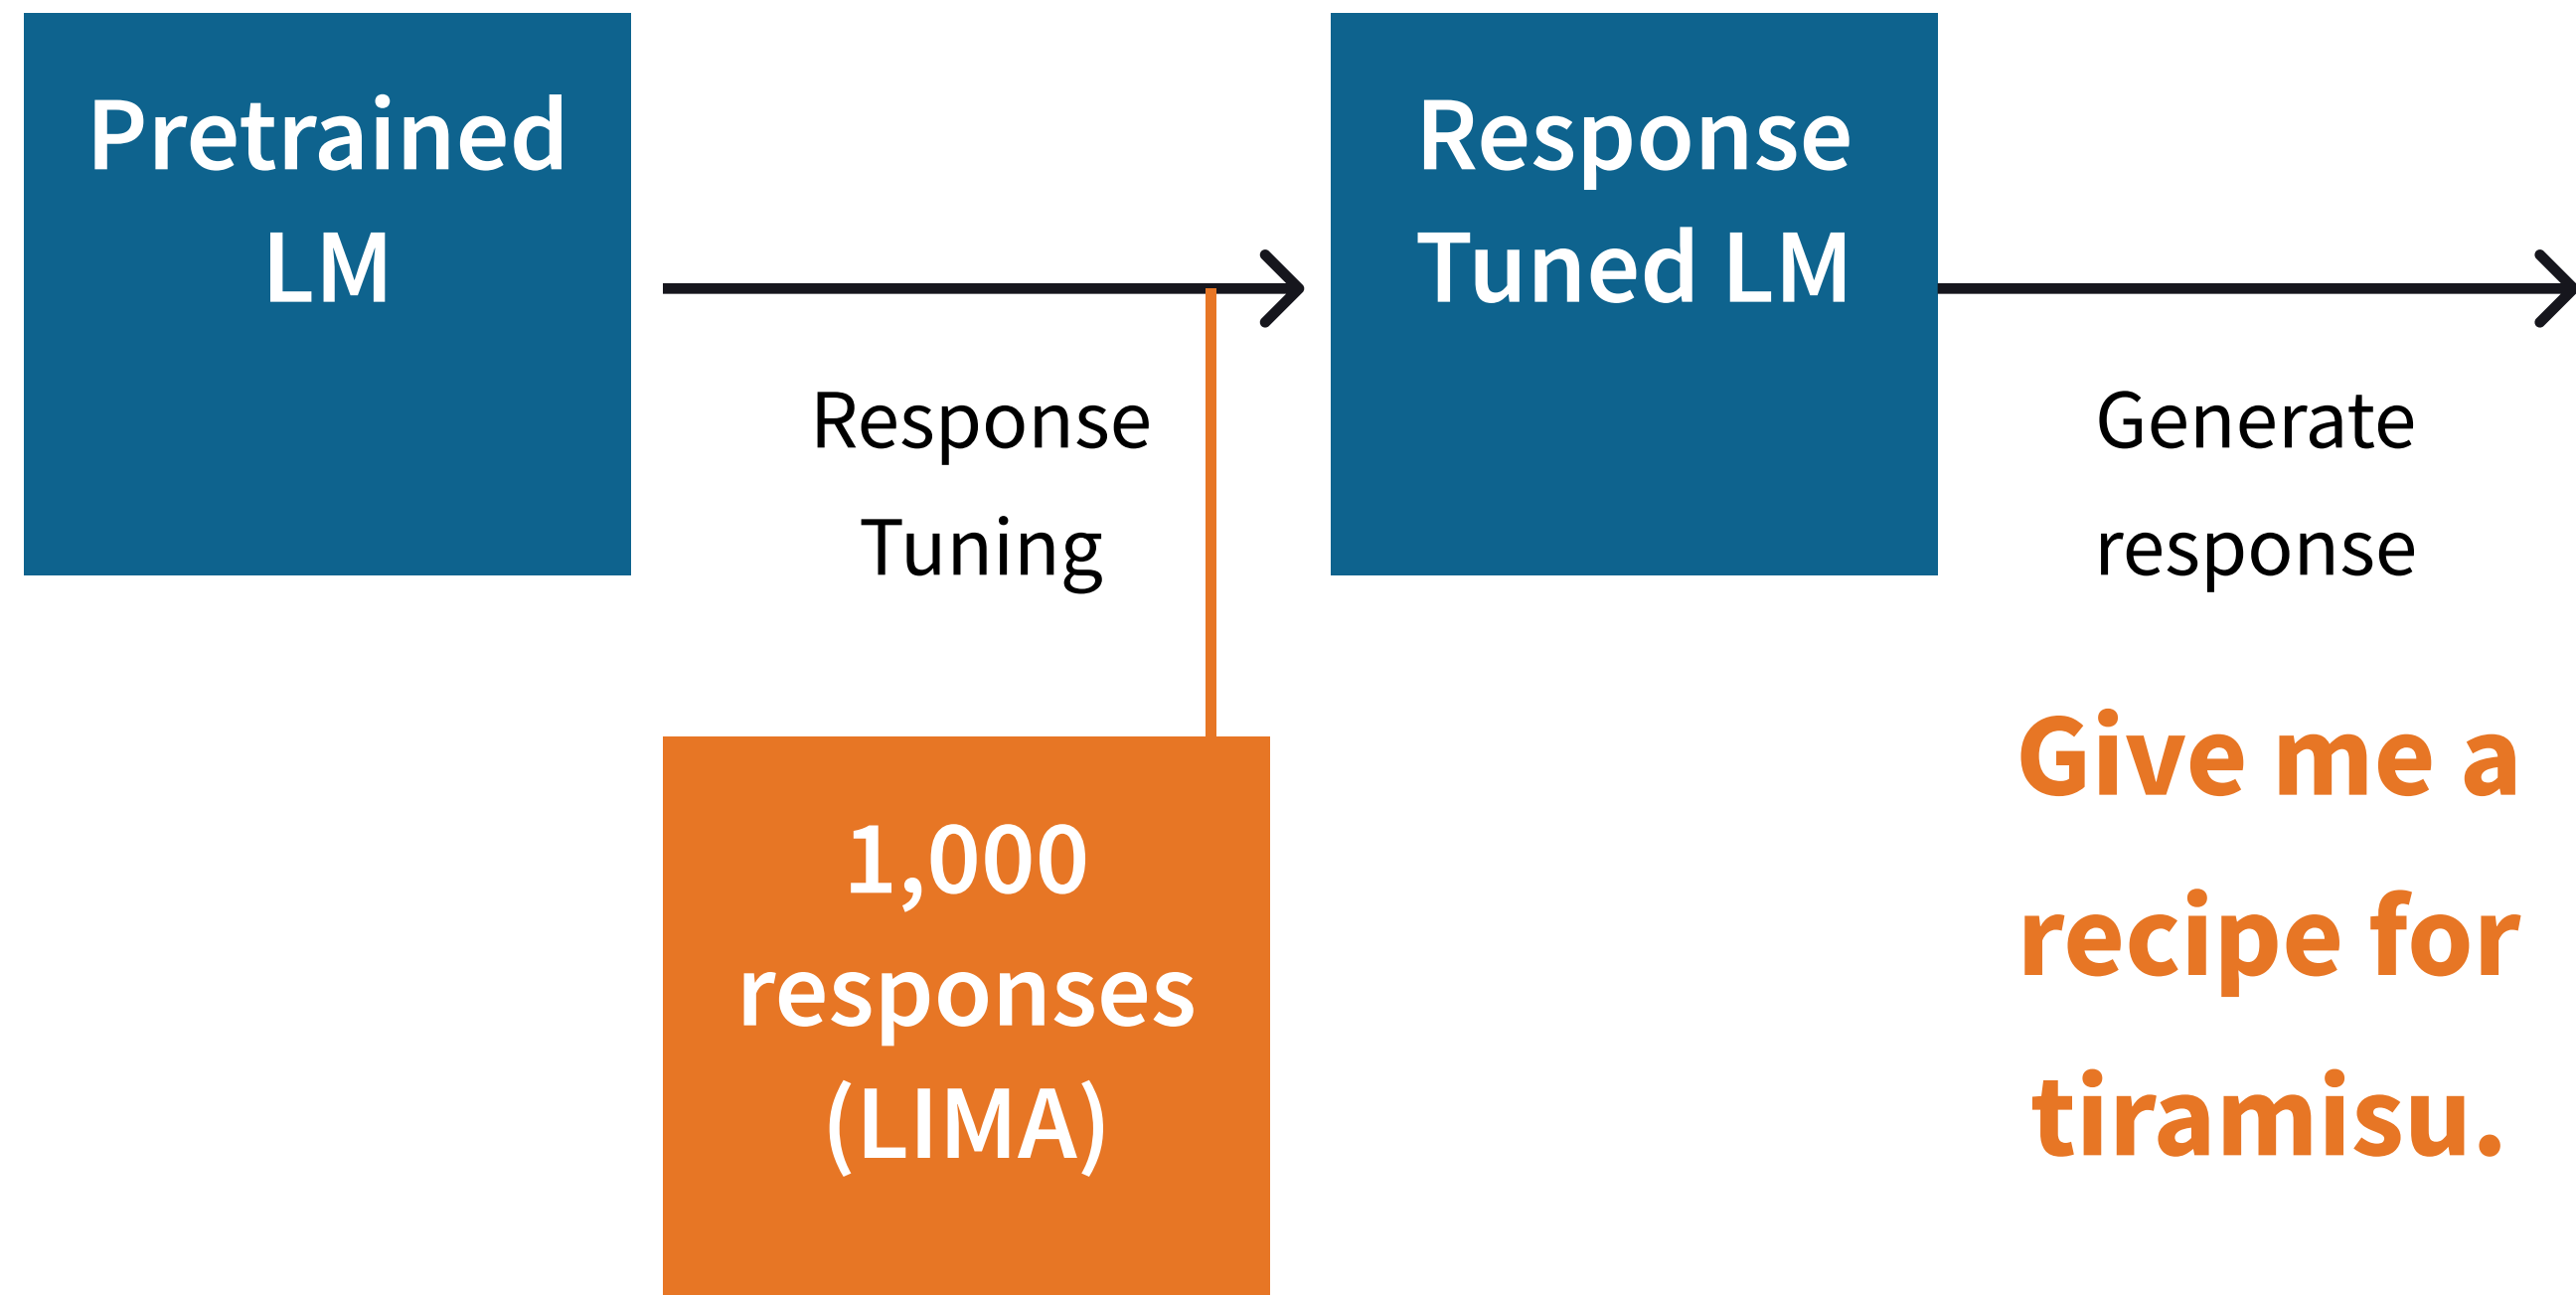 Pretrained
LM
Response
Tuning
1,000
responses
(LIMA)
Response
Tuned LM
Generate
response
Give me a
recipe for
tiramisu.